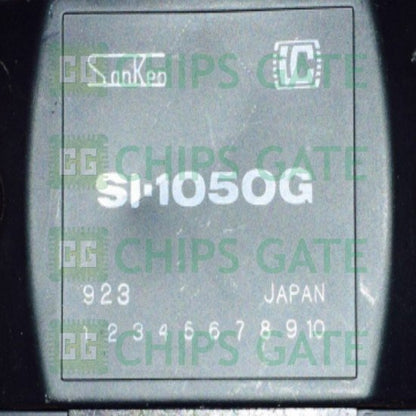 SanKen iC
CHIPS GATE
CHIPS GATE
SI-1050G
CHIPS GATE
923 JAPAN
1 2 3 4 5 6 7 8 9 10
CHIPS GATE